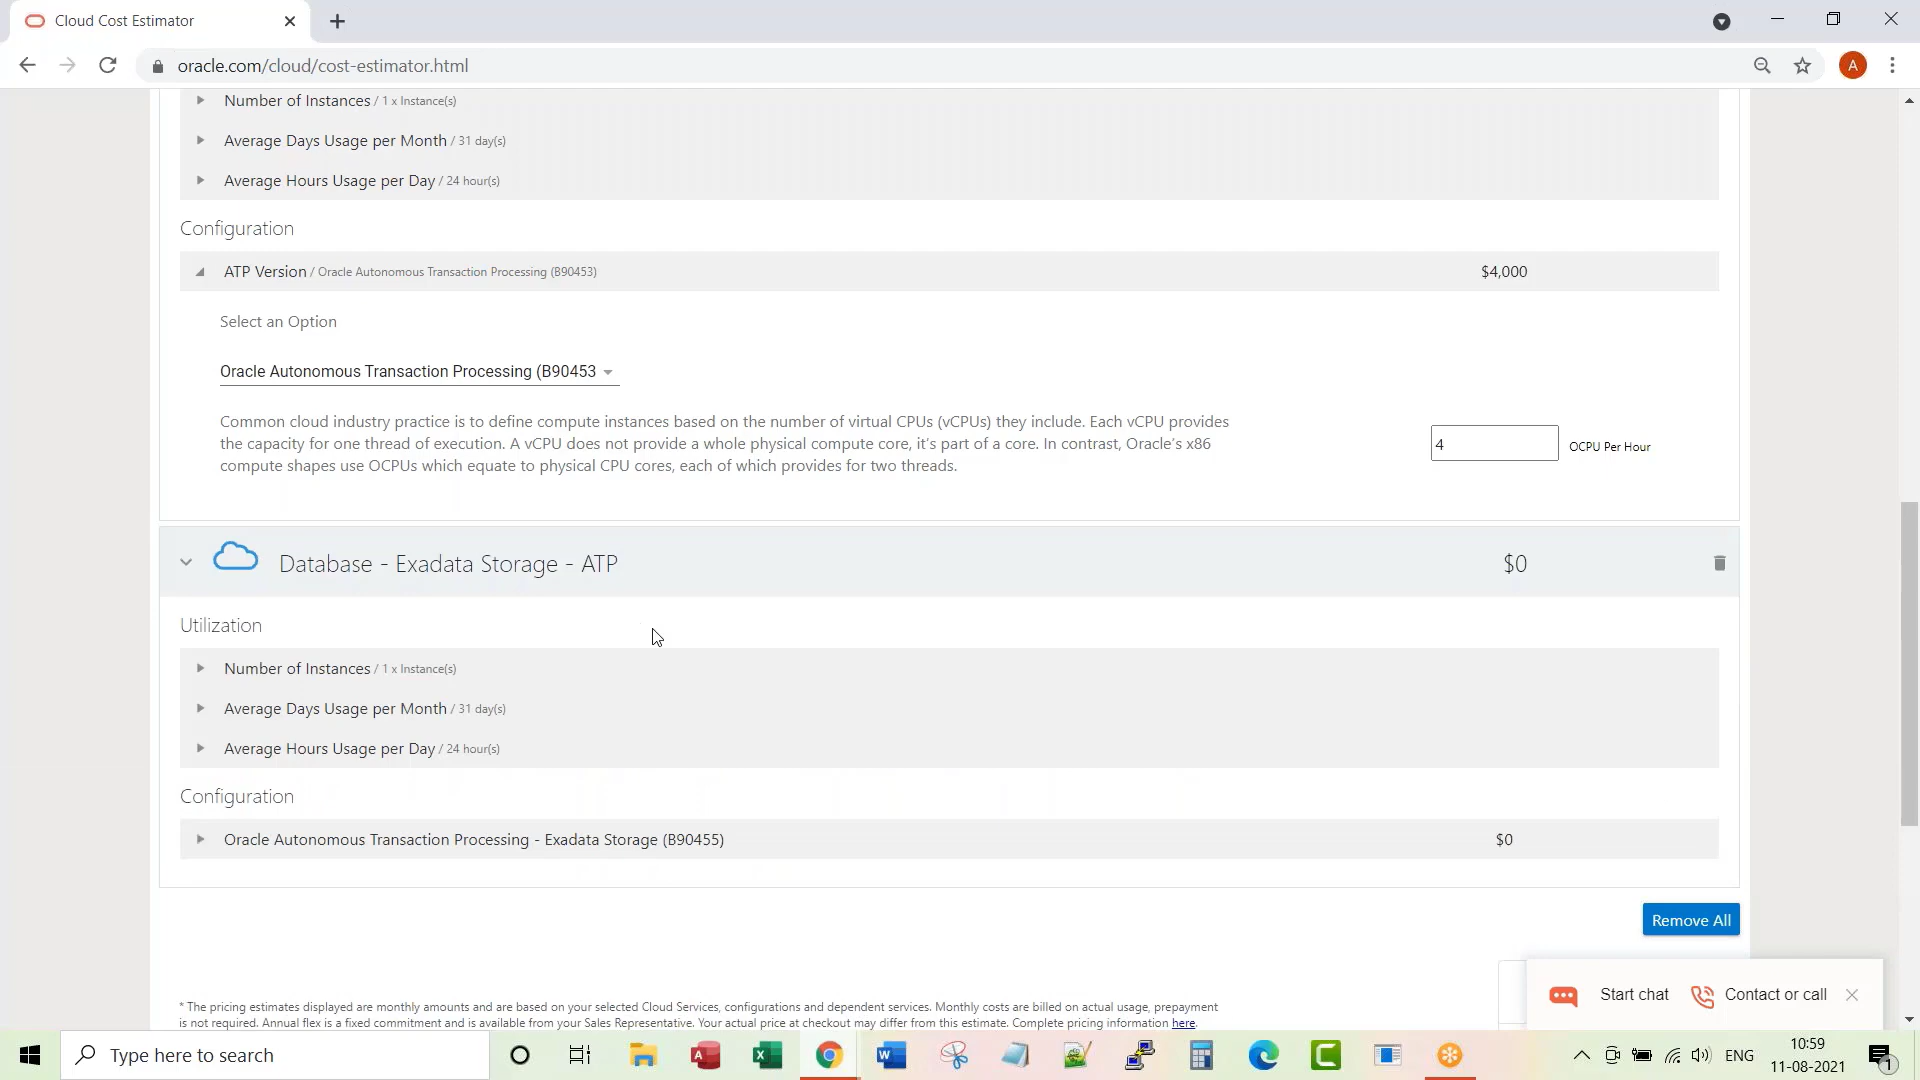 Cloud Cost Estimator
oracle.com/cloud/cost-estimator.html
A
Number of Instances / 1 x Instance(s)
Average Days Usage per Month / 31 day(s)
Average Hours Usage per Day / 24 hour(s)
Configuration
ATP Version / Oracle Autonomous Transaction Processing (B90453) $4,000
Select an Option
Oracle Autonomous Transaction Processing (B90453
Common cloud industry practice is to define compute instances based on the number of virtual CPUs (vCPUs) they include. Each vCPU provides
the capacity for one thread of execution. A vCPU does not provide a whole physical compute core, it's part of a core. In contrast, Oracle's x86
compute shapes use OCPUs which equate to physical CPU cores, each of which provides for two threads.
4 OCPU Per Hour
Database - Exadata Storage - ATP $0
Utilization
Number of Instances / 1 x Instance(s)
Average Days Usage per Month / 31 day(s)
Average Hours Usage per Day / 24 hour(s)
Configuration
Oracle Autonomous Transaction Processing - Exadata Storage (B90455) $0
Remove All
* The pricing estimates displayed are monthly amounts and are based on your selected Cloud Services, configurations and dependent services. Monthly costs are billed on actual usage, prepayment
is not required. Annual flex is a fixed commitment and is available from your Sales Representative. Your actual price at checkout may differ from this estimate. Complete pricing information here.
Start chat Contact or call
Type here to search
ENG
10:59
11-08-2021
1